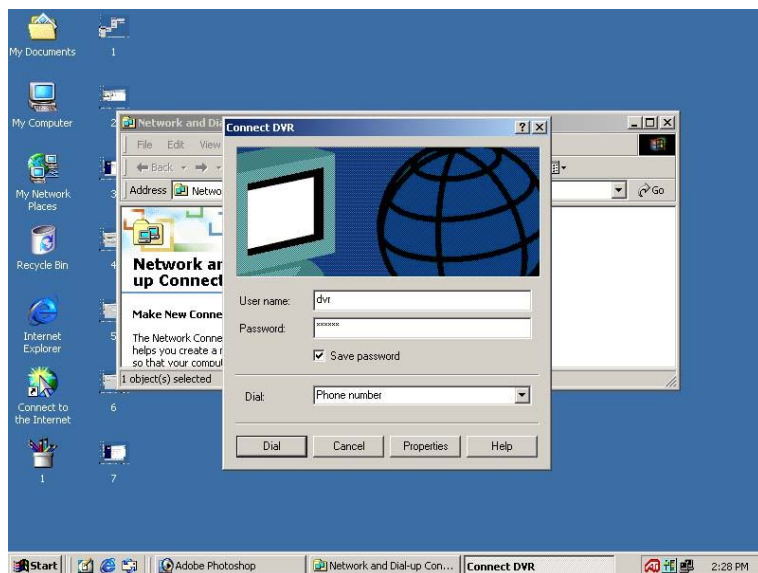 My Documents
1
My Computer
2
My Network
Places
3
Recycle Bin
4
Internet
Explorer
5
Connect to
the Internet
6
1
7
Network and Dia
File Edit View
Back
Address Netwo
Go
Network ar
up Connect
Make New Conne
The Network Conne
helps you create a r
so that your compu
1 object(s) selected
Connect DVR
User name: dvr
Password: xxxxxx
Save password
Dial: Phone number
Dial Cancel Properties Help
Start Adobe Photoshop Network and Dial-up Con... Connect DVR 2:28 PM